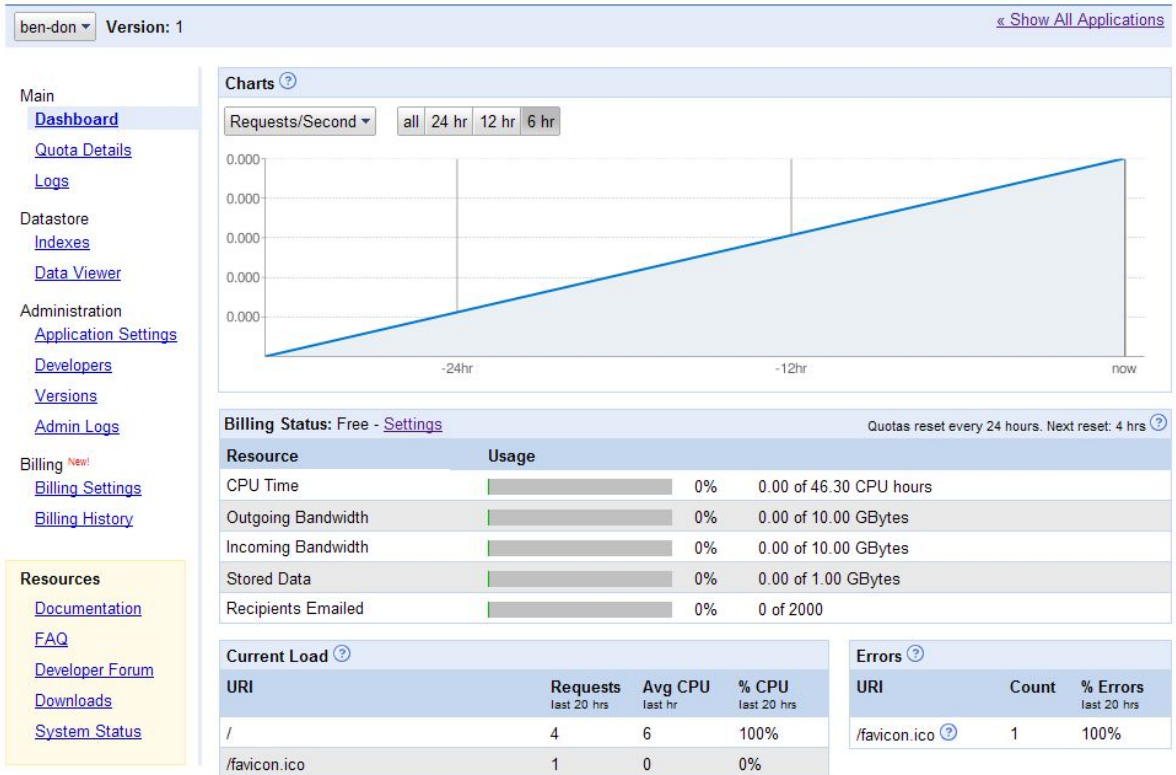 ben-don Version: 1 « Show All Applications
Main
Dashboard
Quota Details
Logs
Datastore
Indexes
Data Viewer
Administration
Application Settings
Developers
Versions
Admin Logs
Billing New!
Billing Settings
Billing History
Resources
Documentation
FAQ
Developer Forum
Downloads
System Status
Charts ?
Requests/Second all 24 hr 12 hr 6 hr
0.000
0.000
0.000
0.000
0.000
-24hr -12hr now
Billing Status: Free - Settings Quotas reset every 24 hours. Next reset: 4 hrs ?
Resource Usage
CPU Time 0% 0.00 of 46.30 CPU hours
Outgoing Bandwidth 0% 0.00 of 10.00 GBytes
Incoming Bandwidth 0% 0.00 of 10.00 GBytes
Stored Data 0% 0.00 of 1.00 GBytes
Recipients Emailed 0% 0 of 2000
Current Load ?
URI Requests last 20 hrs Avg CPU last hr % CPU last 20 hrs
/ 4 6 100%
/favicon.ico 1 0 0%
Errors ?
URI Count % Errors last 20 hrs
/favicon.ico ? 1 100%